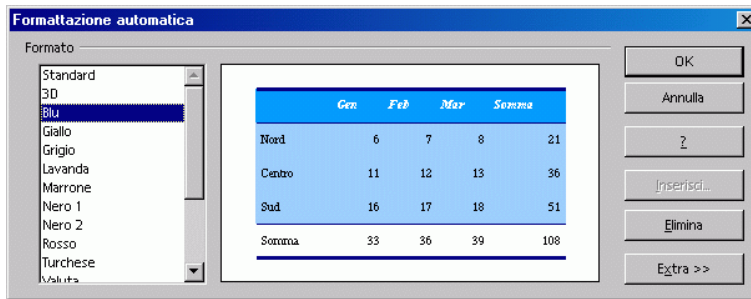 Formattazione automatica
Formato
Standard
3D
Blu
Giallo
Grigio
Lavanda
Marrone
Nero 1
Nero 2
Rosso
Turchese
Valuta
Gen Feb Mar Somma
Nord 6 7 8 21
Centro 11 12 13 36
Sud 16 17 18 51
Somma 33 36 39 108
OK
Annulla
?
Inserisci...
Elimina
Extra >>